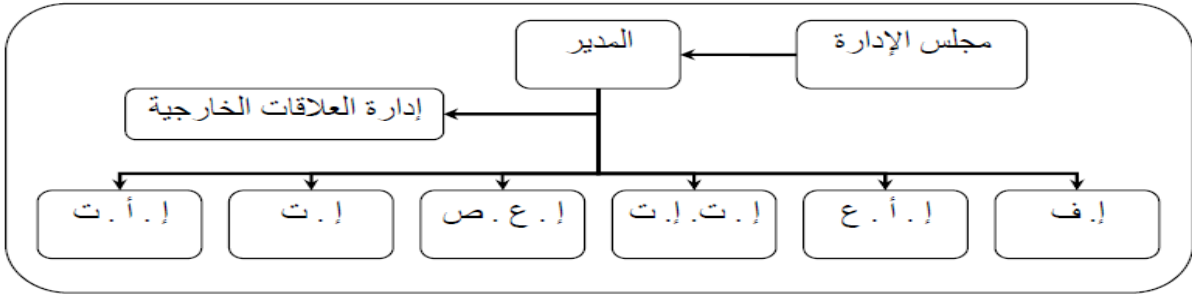 مجلس الإدارة
المدير
إدارة العلاقات الخارجية
إ. ف
إ . أ . ع
إ . ت. إ. ت
إ . ع . ص
إ . ت
إ . أ . ت